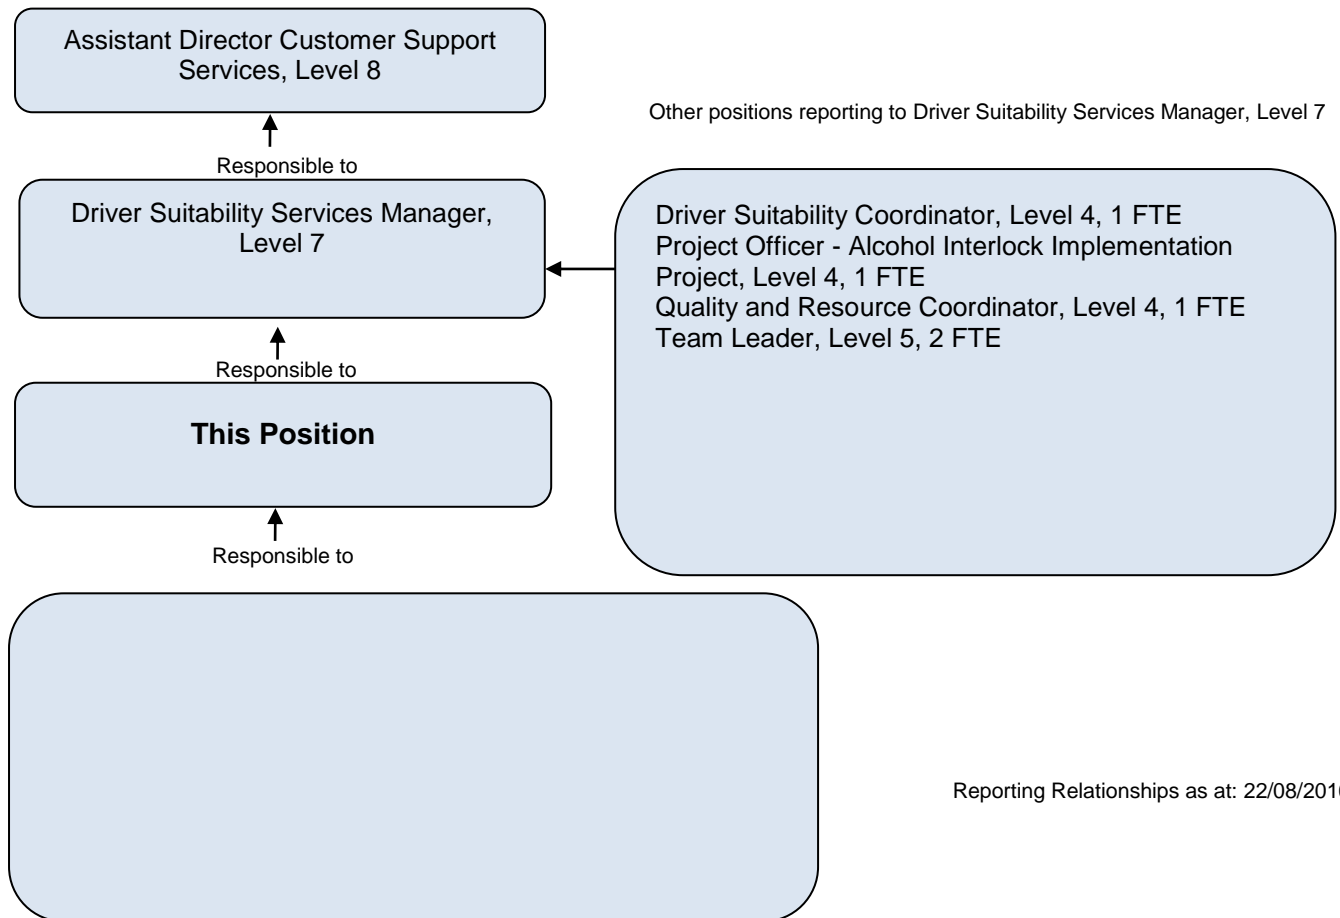 Assistant Director Customer Support
Services, Level 8
Other positions reporting to Driver Suitability Services Manager, Level 7
Responsible to
Driver Suitability Services Manager,
Level 7
Driver Suitability Coordinator, Level 4, 1 FTE
Project Officer - Alcohol Interlock Implementation
Project, Level 4, 1 FTE
Quality and Resource Coordinator, Level 4, 1 FTE
Team Leader, Level 5, 2 FTE
Responsible to
This Position
Responsible to
Reporting Relationships as at: